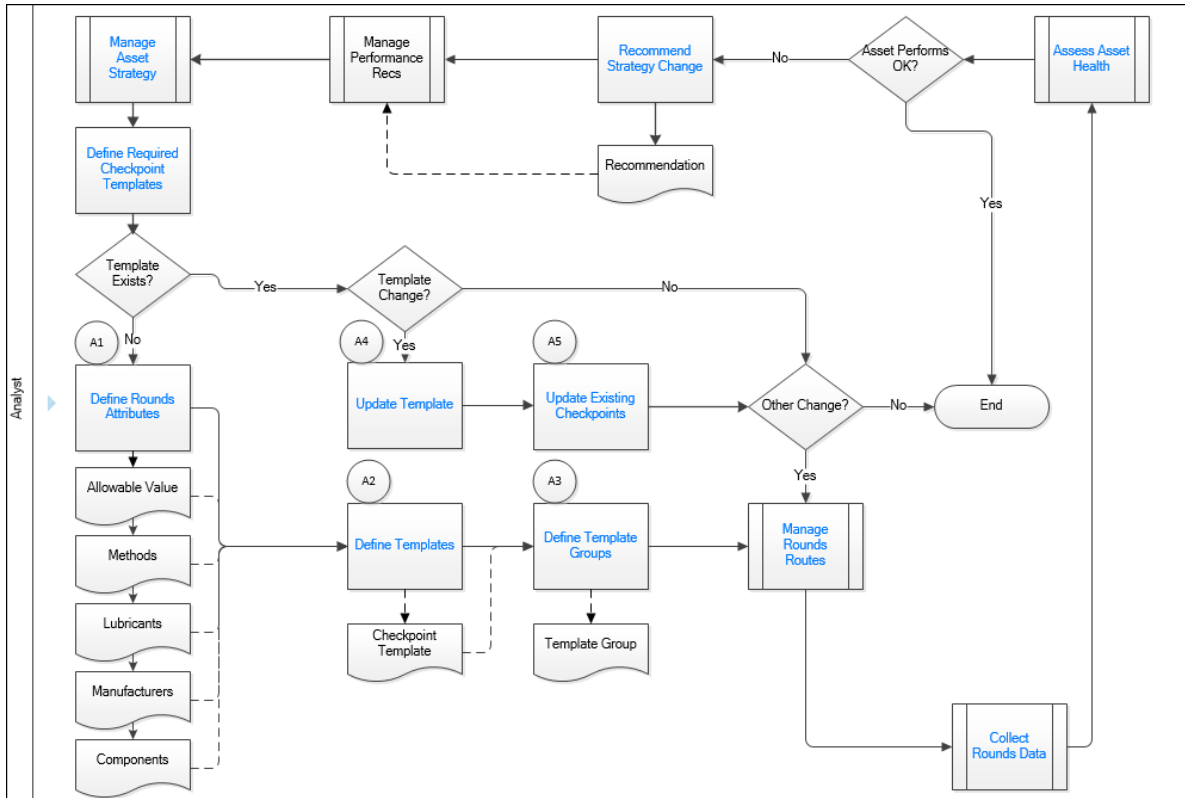 Manage
Asset
Strategy
Manage
Performance
Recs
Recommend
Strategy Change
No
Asset Performs
OK?
Assess Asset
Health
Define Required
Checkpoint
Templates
Recommendation
Yes
Template
Exists?
Yes
Template
Change?
No
No
A1
Yes
A4
A5
Analyst
Define Rounds
Attributes
Update Template
Update Existing
Checkpoints
Other Change?
No
End
Allowable Value
A2
A3
Yes
Methods
Define Templates
Define Template
Groups
Manage
Rounds
Routes
Lubricants
Checkpoint
Template
Template Group
Manufacturers
Components
Collect
Rounds Data